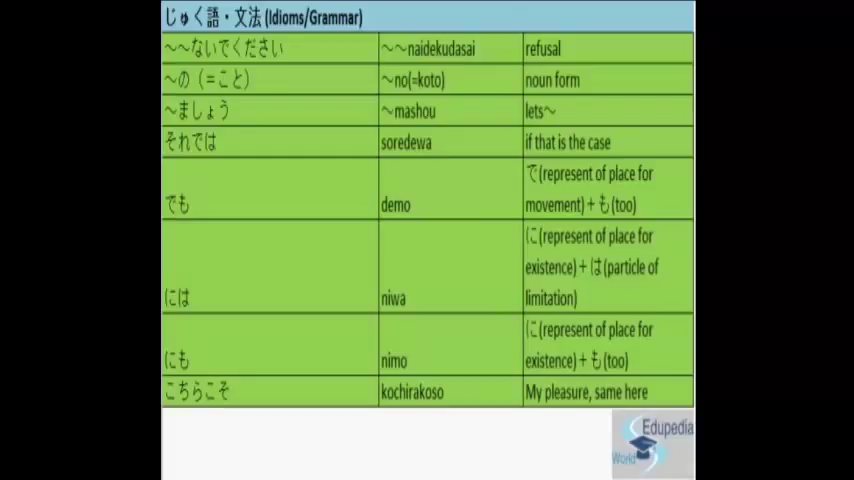 じゅく語・文法 (Idioms/Grammar)
～～ないでください ～～naidekudasai refusal
～の（＝こと） ～no(=koto) noun form
～ましょう ～mashou lets～
それでは soredewa if that is the case
で(represent of place for
でも demo movement)＋も(too)
に(represent of place for
existence)＋は(particle of
には niwa limitation)
に(represent of place for
にも nimo existence)＋も(too)
こちらこそ kochirakoso My pleasure, same here
Edupedia
World